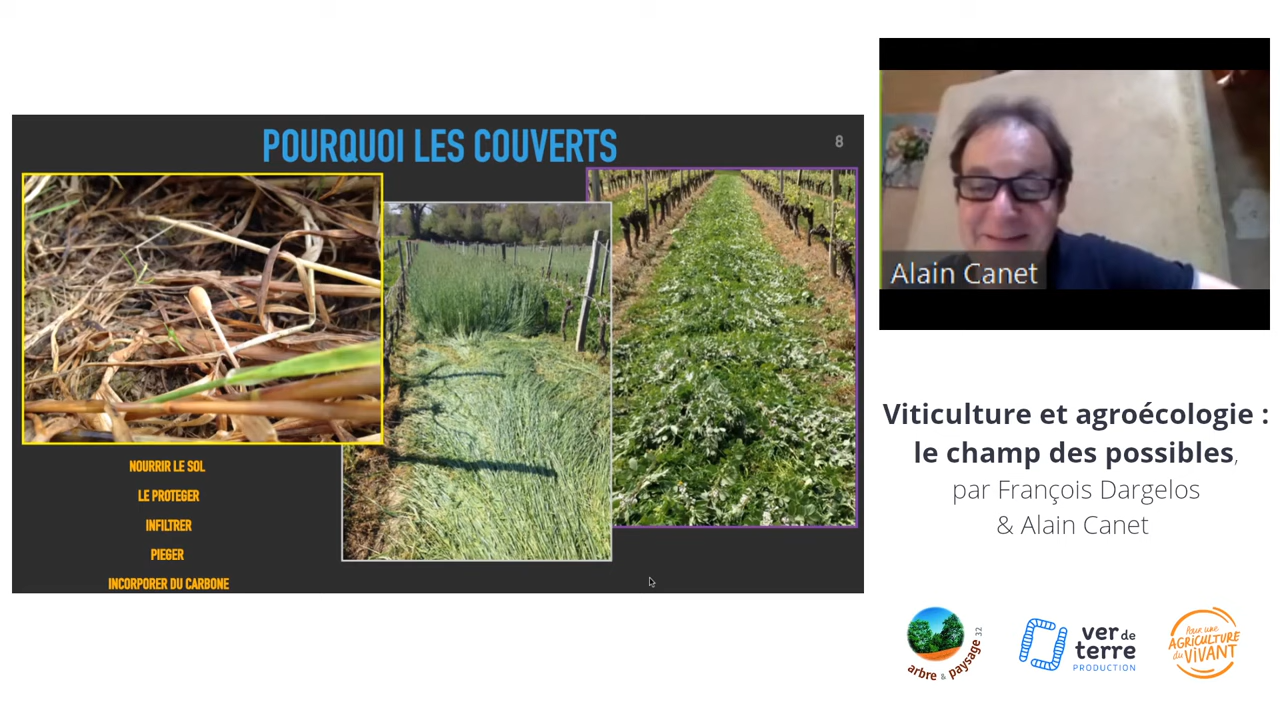 POURQUOI LES COUVERTS
8
NOURRIR LE SOL
LE PROTEGER
INFILTRER
PIEGER
INCORPORER DU CARBONE
Alain Canet
Viticulture et agroécologie :
le champ des possibles,
par François Dargelos
& Alain Canet
arbre & paysage 32
ver de
terre
PRODUCTION
Pour une
AGRICULTURE
du ViVANT